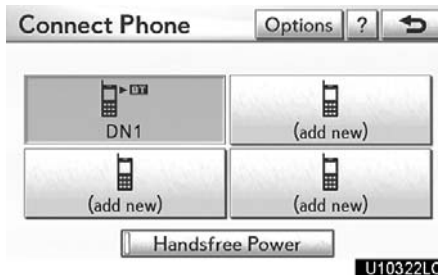 Connect Phone Options ?
BT
DN1 (add new)
(add new) (add new)
Handsfree Power
U10322LC